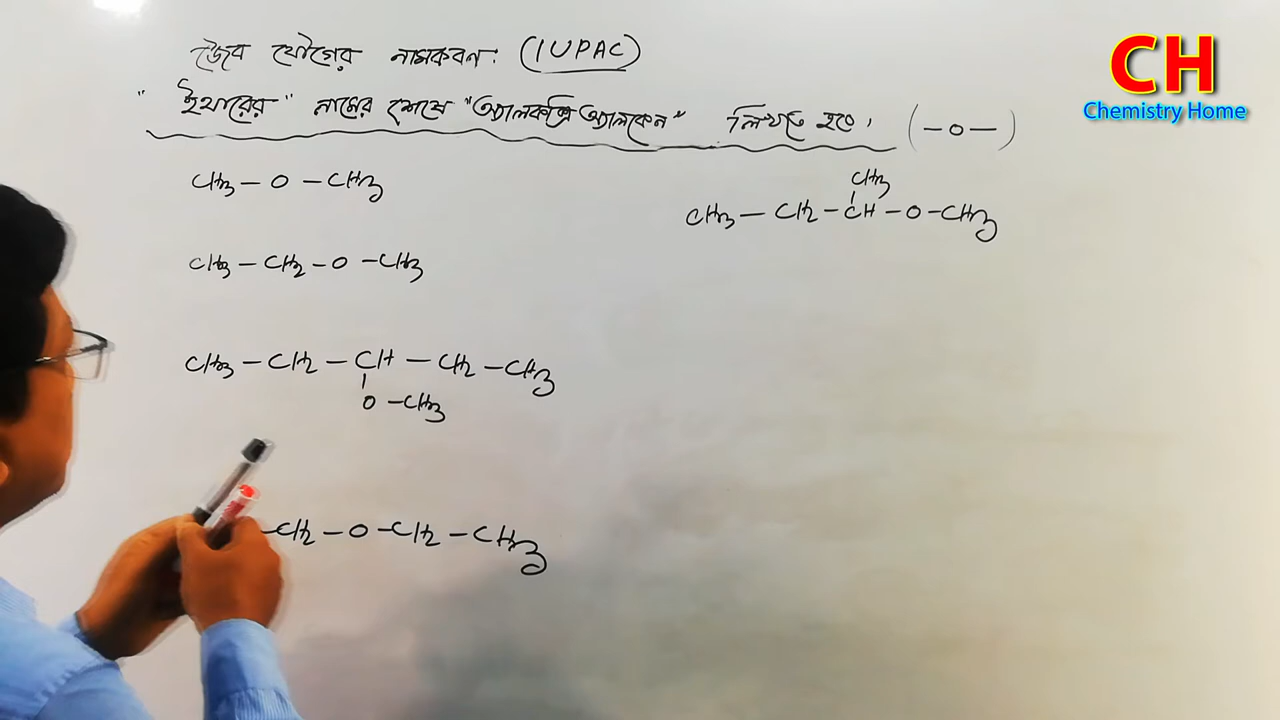 জৈব যৌগের নামকরণ: (IUPAC)
"ইথারের" নামের শেষে "অ্যালকক্সি অ্যালকেন" লিখতে হবে। (-O-)
CH3 - O - CH3
CH3 - CH2 - O - CH3
CH3 - CH2 - CH - CH2 - CH3
|
O - CH3
- CH2 - O - CH2 - CH3
CH3
|
CH3 - CH2 - CH - O - CH3
CH
Chemistry Home